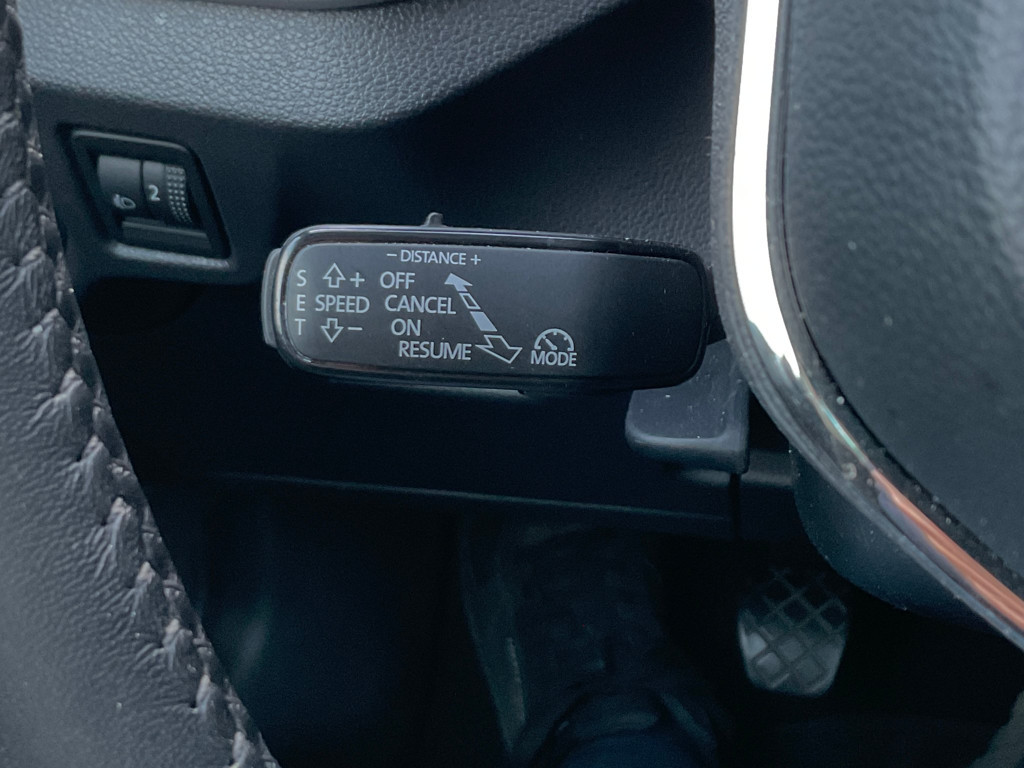 2
- DISTANCE +
S + OFF
E SPEED CANCEL
T - ON
RESUME
MODE